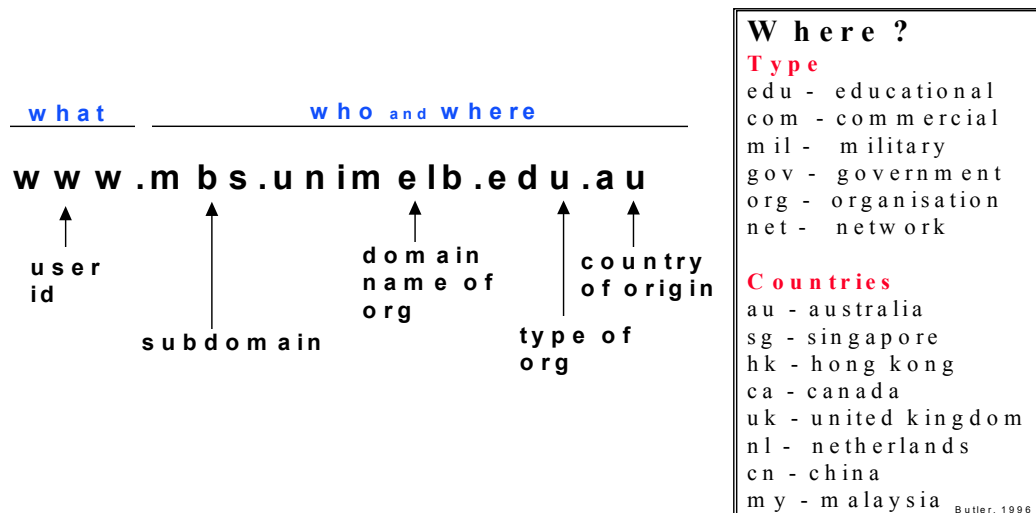 what
who and where
www.mbs.unimelb.edu.au
user
id
subdomain
domain
name of
org
type of
org
country
of origin
Where?
Type
edu - educational
com - commercial
mil - military
gov - government
org - organisation
net - network
Countries
au - australia
sg - singapore
hk - hong kong
ca - canada
uk - united kingdom
nl - netherlands
cn - china
my - malaysia
Butler, 1996